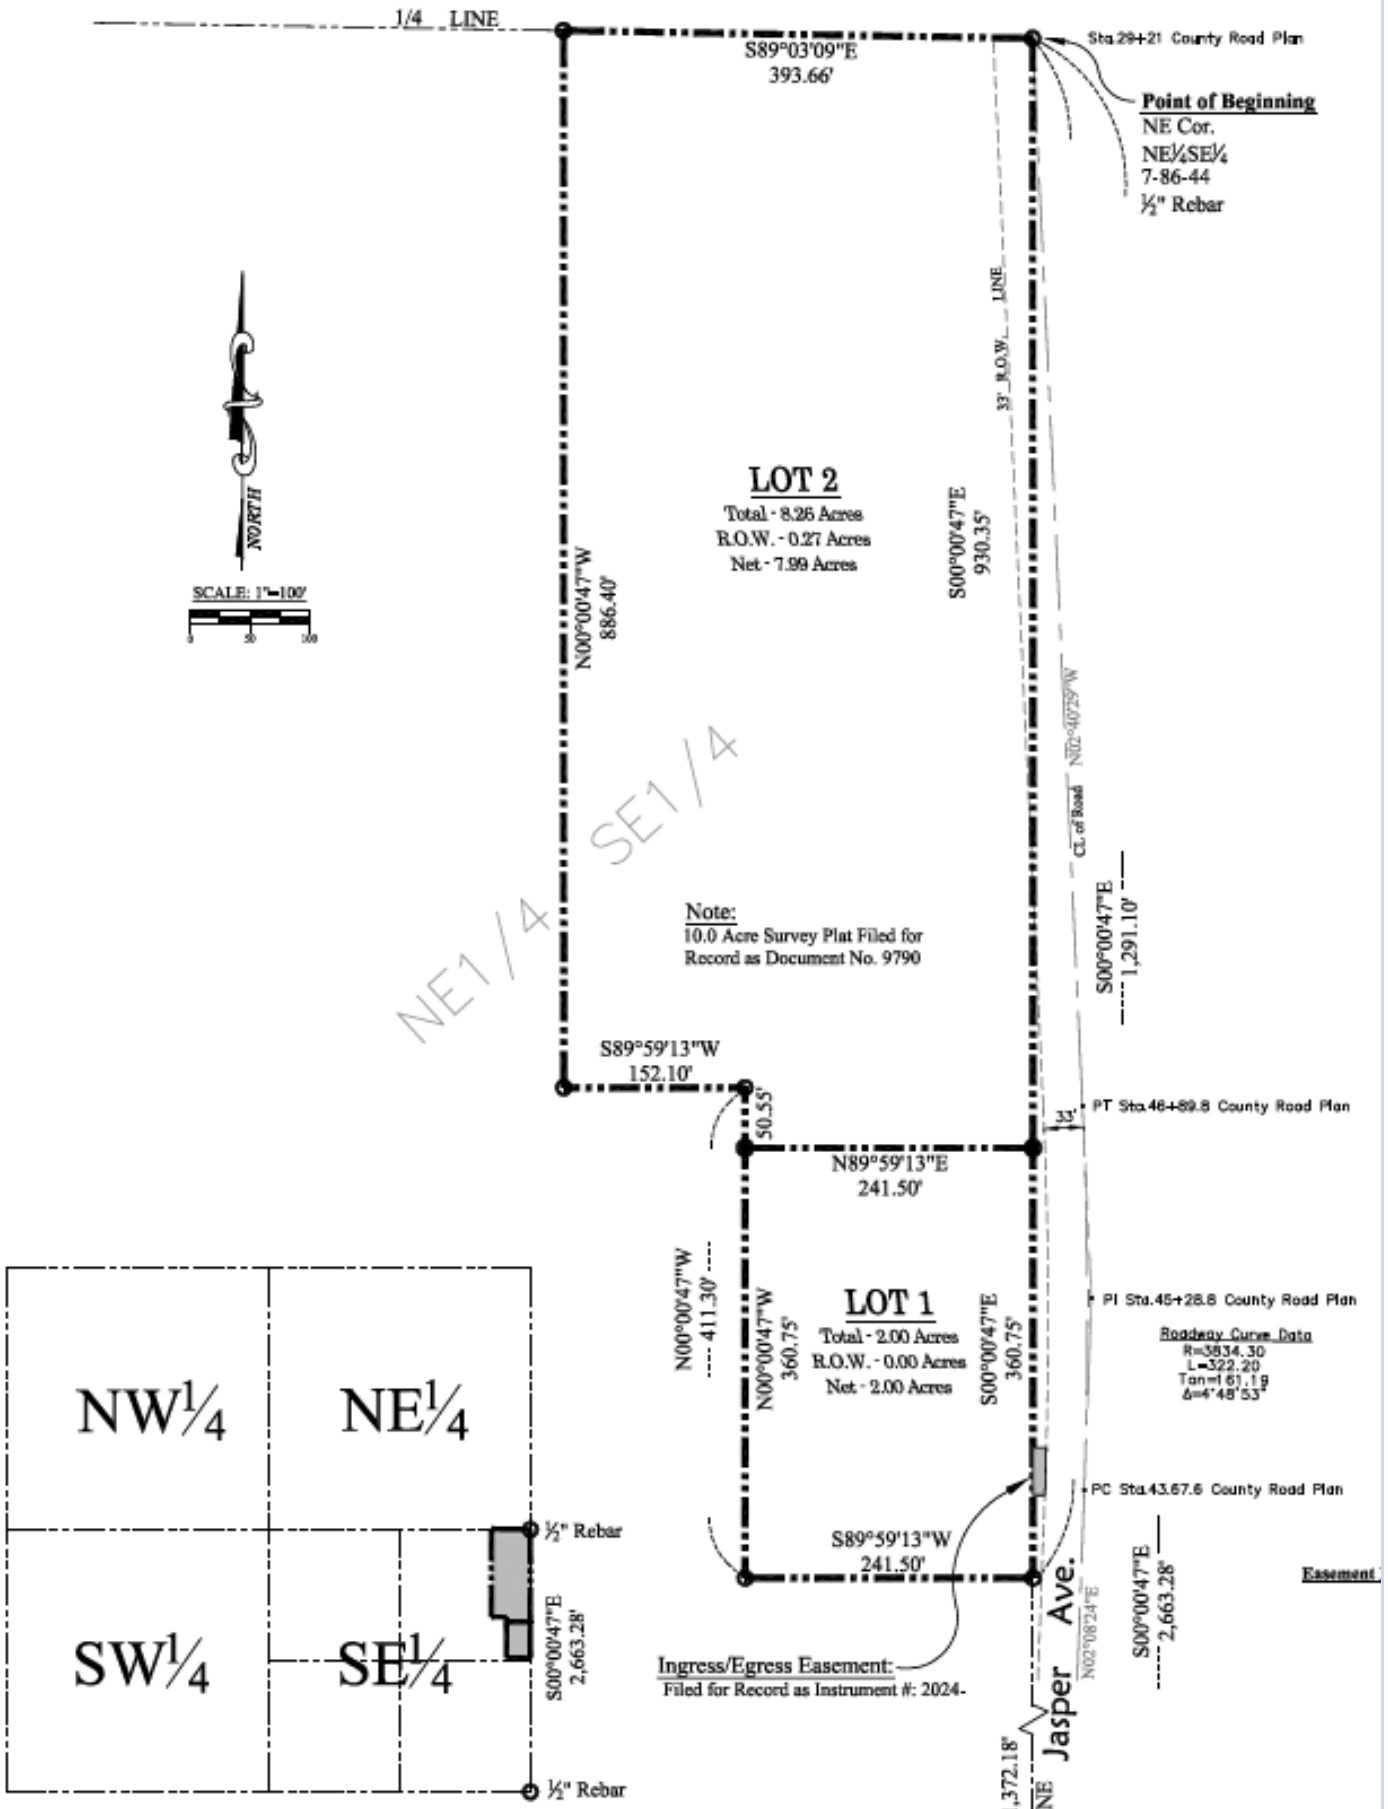 1/4 LINE
S89°03'09"E
393.66'
Sta.29+21 County Road Plan
Point of Beginning
NE Cor.
NE¼SE¼
7-86-44
½" Rebar
33' R.O.W. LINE
NORTH
SCALE: 1"=100'
0 50 100
LOT 2
Total - 8.26 Acres
R.O.W. - 0.27 Acres
Net - 7.99 Acres
S00°00'47"E
930.35'
N00°00'47"W
886.40'
CL of Road N02°40'29"W
NE1/4 SE1/4
Note:
10.0 Acre Survey Plat Filed for
Record as Document No. 9790
S00°00'47"E
1,291.10'
S89°59'13"W
152.10'
50.55'
PT Sta.46+89.8 County Road Plan
33'
N89°59'13"E
241.50'
N00°00'47"W
411.30'
N00°00'47"W
360.75'
LOT 1
Total - 2.00 Acres
R.O.W. - 0.00 Acres
Net - 2.00 Acres
S00°00'47"E
360.75'
PI Sta.45+28.8 County Road Plan
Roadway Curve Data
R=3834.30
L=322.20
Tan=161.19
Δ=4°48'53"
PC Sta.43.67.6 County Road Plan
S89°59'13"W
241.50'
Jasper Ave.
N02°08'24"E
S00°00'47"E
2,663.28'
Easement
Ingress/Egress Easement:
Filed for Record as Instrument #: 2024-
NW¼
NE¼
SW¼
SE¼
½" Rebar
S00°00'47"E
2,663.28'
½" Rebar
,372.18'
NE